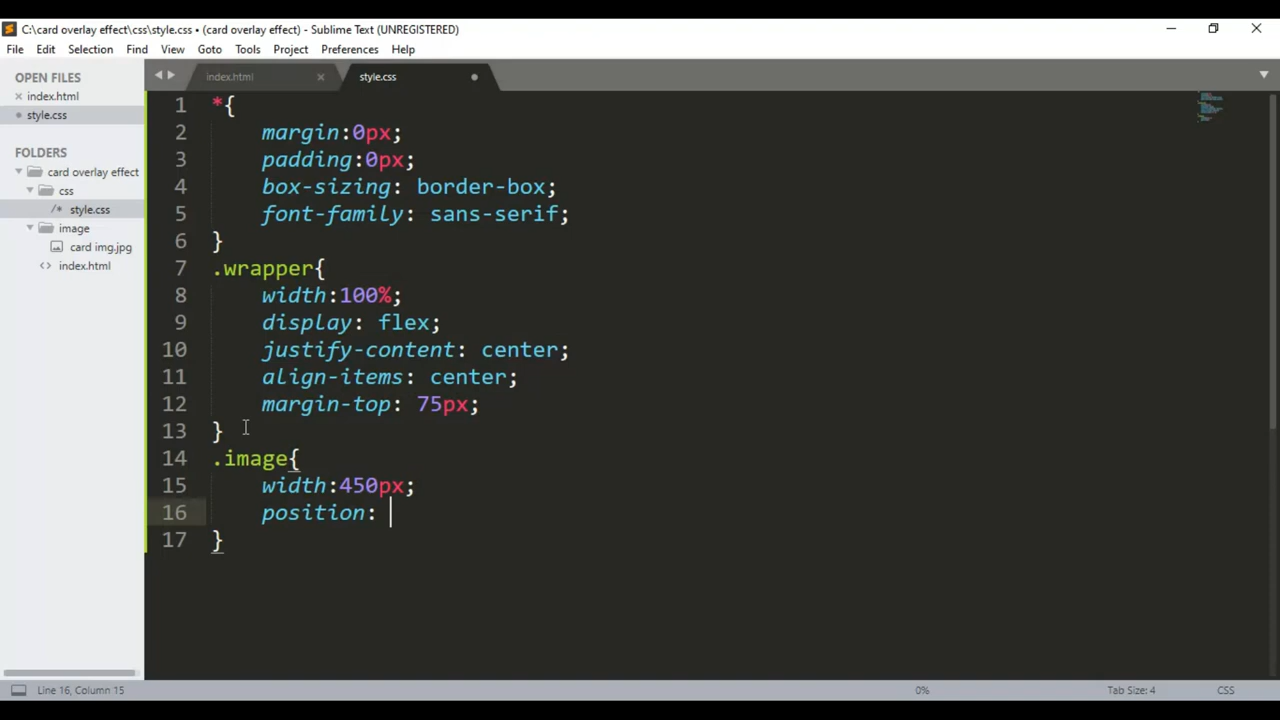 C:\card overlay effect\css\style.css • (card overlay effect) - Sublime Text (UNREGISTERED)
File Edit Selection Find View Goto Tools Project Preferences Help
OPEN FILES
× index.html
• style.css
FOLDERS
card overlay effect
css
/* style.css
image
card img.jpg
<> index.html
index.html × style.css •
1 *{
2 margin:0px;
3 padding:0px;
4 box-sizing: border-box;
5 font-family: sans-serif;
6 }
7 .wrapper{
8 width:100%;
9 display: flex;
10 justify-content: center;
11 align-items: center;
12 margin-top: 75px;
13 }
14 .image{
15 width:450px;
16 position:
17 }
Line 16, Column 15 0% Tab Size: 4 CSS